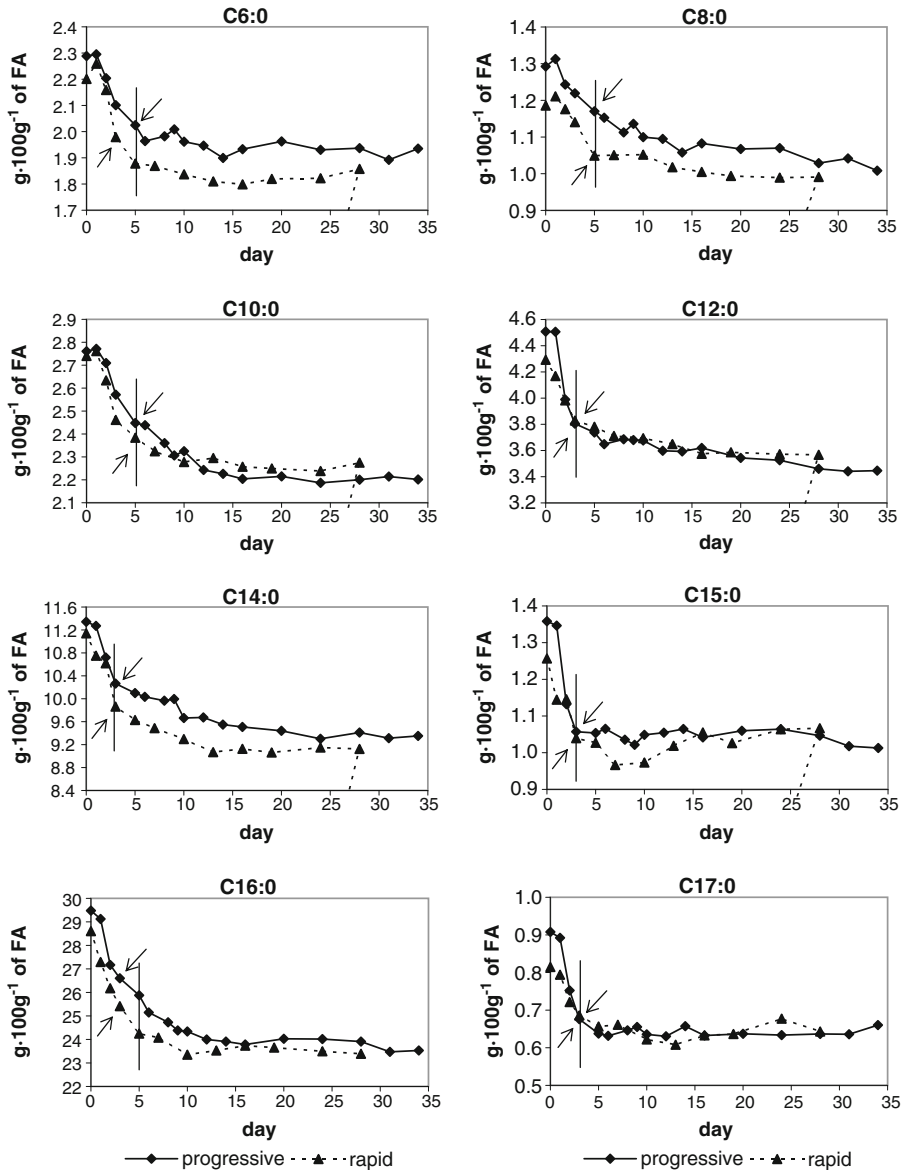 C6:0
g·100g⁻¹ of FA
2.4
2.3
2.2
2.1
2.0
1.9
1.8
1.7
0 5 10 15 20 25 30 35
day
C8:0
g·100g⁻¹ of FA
1.4
1.3
1.2
1.1
1.0
0.9
0 5 10 15 20 25 30 35
day
C10:0
g·100g⁻¹ of FA
2.9
2.8
2.7
2.6
2.5
2.4
2.3
2.2
2.1
0 5 10 15 20 25 30 35
day
C12:0
g·100g⁻¹ of FA
4.6
4.4
4.2
4.0
3.8
3.6
3.4
3.2
0 5 10 15 20 25 30 35
day
C14:0
g·100g⁻¹ of FA
11.6
11.2
10.8
10.4
10.0
9.6
9.2
8.8
8.4
0 5 10 15 20 25 30 35
day
C15:0
g·100g⁻¹ of FA
1.4
1.3
1.2
1.1
1.0
0.9
0 5 10 15 20 25 30 35
day
C16:0
g·100g⁻¹ of FA
30
29
28
27
26
25
24
23
22
0 5 10 15 20 25 30 35
day
C17:0
g·100g⁻¹ of FA
1.0
0.9
0.8
0.7
0.6
0.5
0 5 10 15 20 25 30 35
day
progressive rapid
progressive rapid